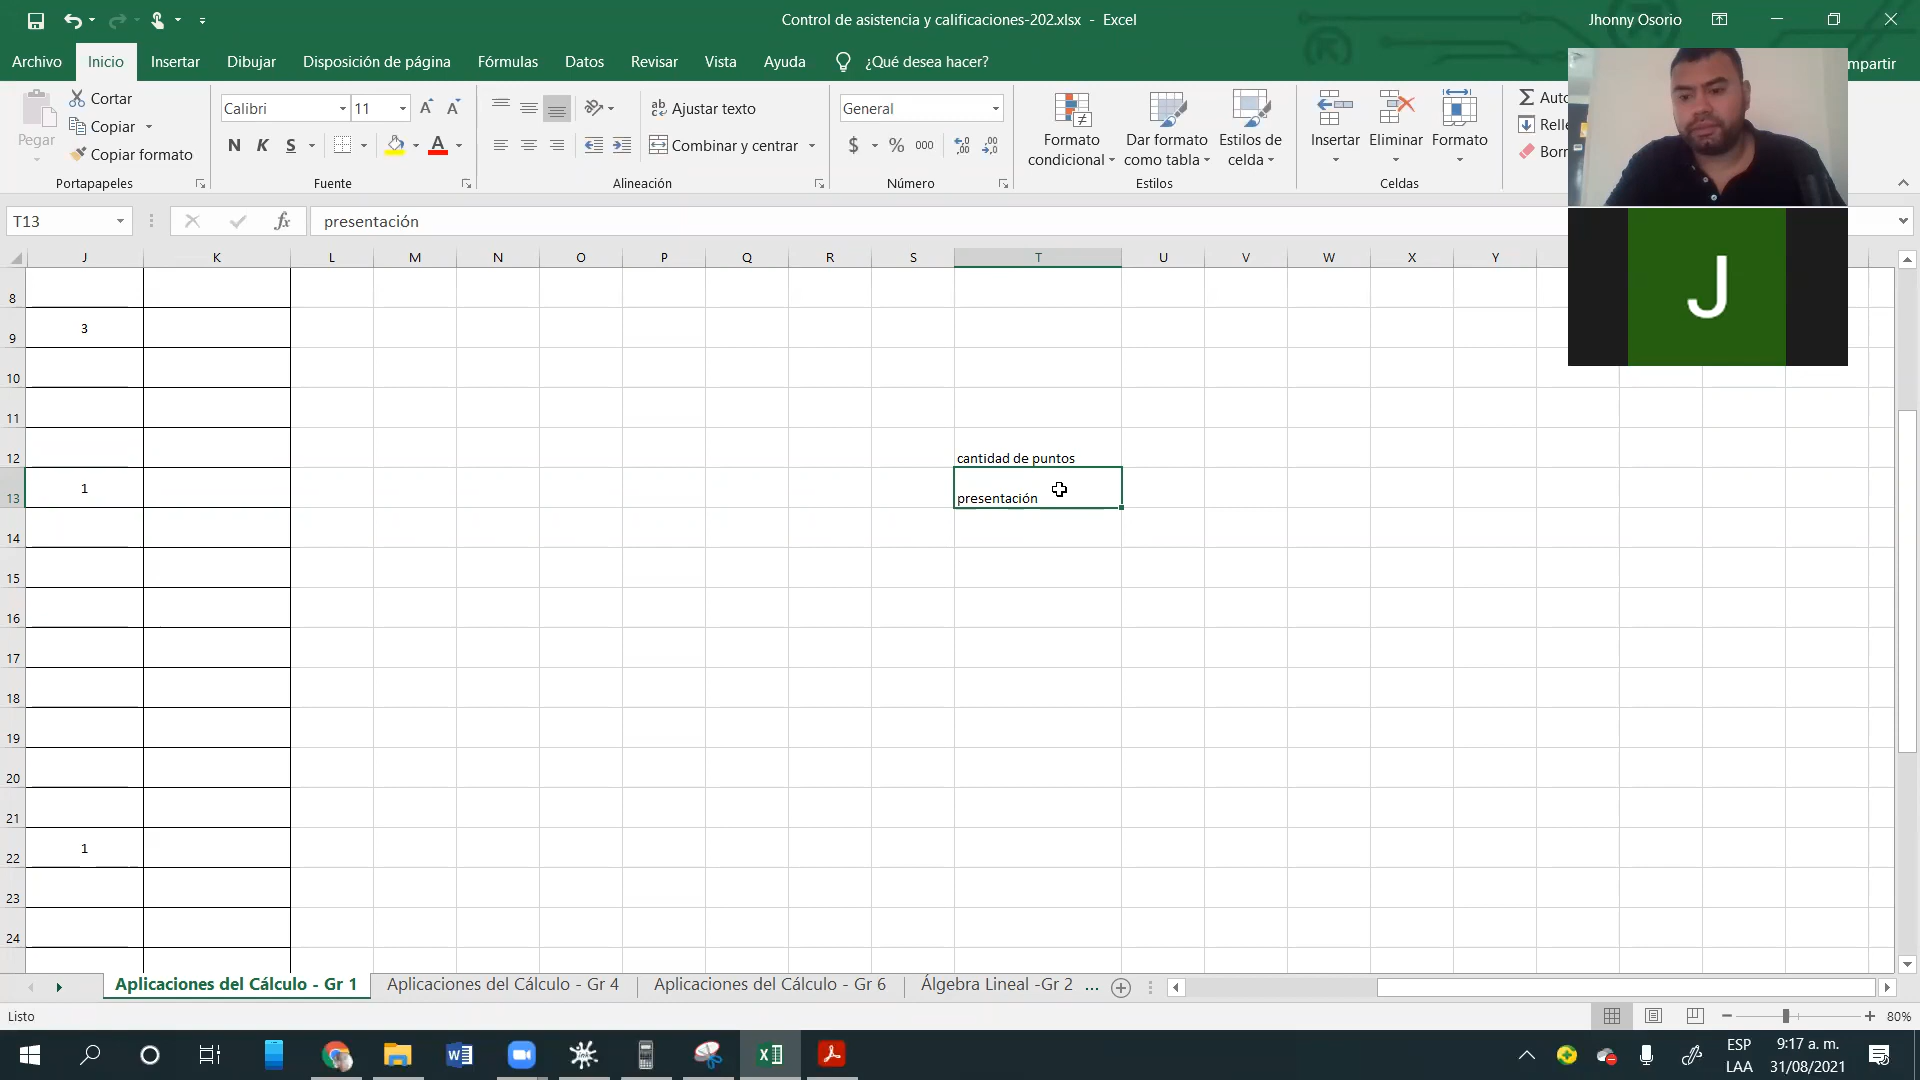 Control de asistencia y calificaciones-202.xlsx - Excel
Jhonny Osorio
Archivo
Inicio
Insertar
Dibujar
Disposición de página
Fórmulas
Datos
Revisar
Vista
Ayuda
¿Qué desea hacer?
mpartir
Pegar
Cortar
Copiar
Copiar formato
Portapapeles
Calibri
11
N K S
Fuente
Ajustar texto
Combinar y centrar
Alineación
General
$ % 000
Número
Formato condicional
Dar formato como tabla
Estilos de celda
Estilos
Insertar
Eliminar
Formato
Celdas
Auto
Relle
Borr
T13
fx
presentación
J K L M N O P Q R S T U V W X Y
J
8
9 3
10
11
12 cantidad de puntos
13 1 presentación
14
15
16
17
18
19
20
21
22 1
23
24
Aplicaciones del Cálculo - Gr 1
Aplicaciones del Cálculo - Gr 4
Aplicaciones del Cálculo - Gr 6
Álgebra Lineal -Gr 2 ...
Listo
80%
ESP
LAA
9:17 a. m.
31/08/2021